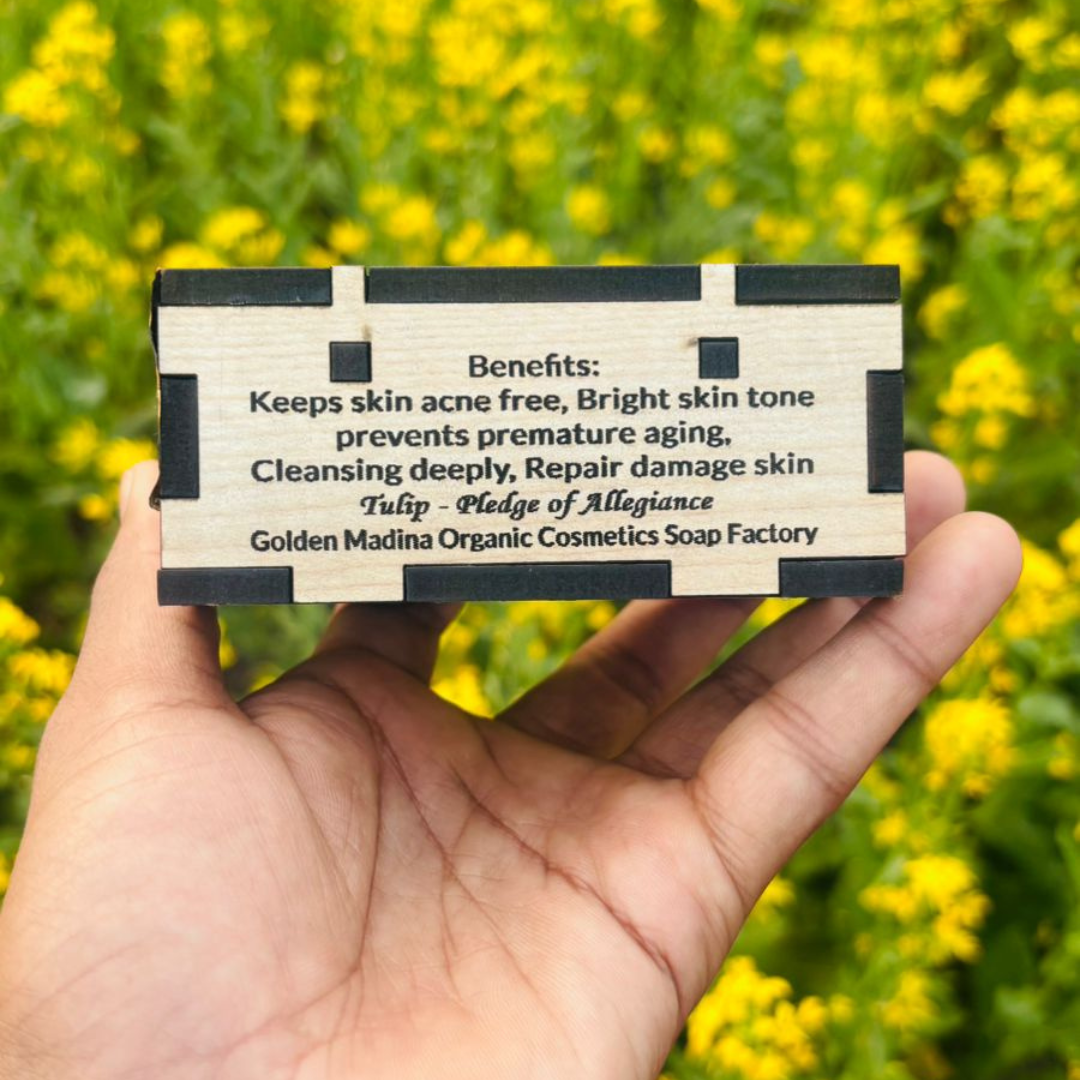 Benefits:
Keeps skin acne free, Bright skin tone
prevents premature aging,
Cleansing deeply, Repair damage skin
Tulip - Pledge of Allegiance
Golden Madina Organic Cosmetics Soap Factory